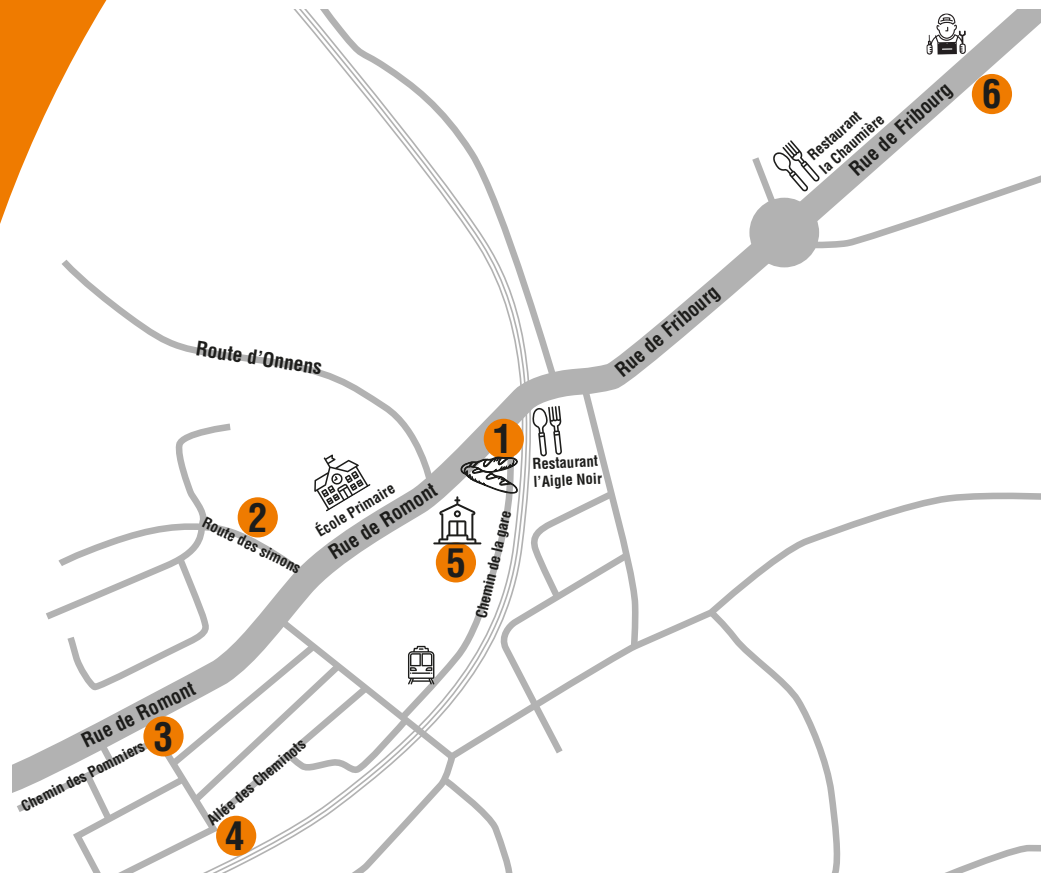 6
Restaurant
la Chaumière
Rue de Fribourg
Rue de Fribourg
Route d'Onnens
1
Restaurant
l'Aigle Noir
École Primaire
Rue de Romont
2
Route des simons
5
Chemin de la gare
Rue de Romont
3
Chemin des Pommiers
Allée des Cheminots
4